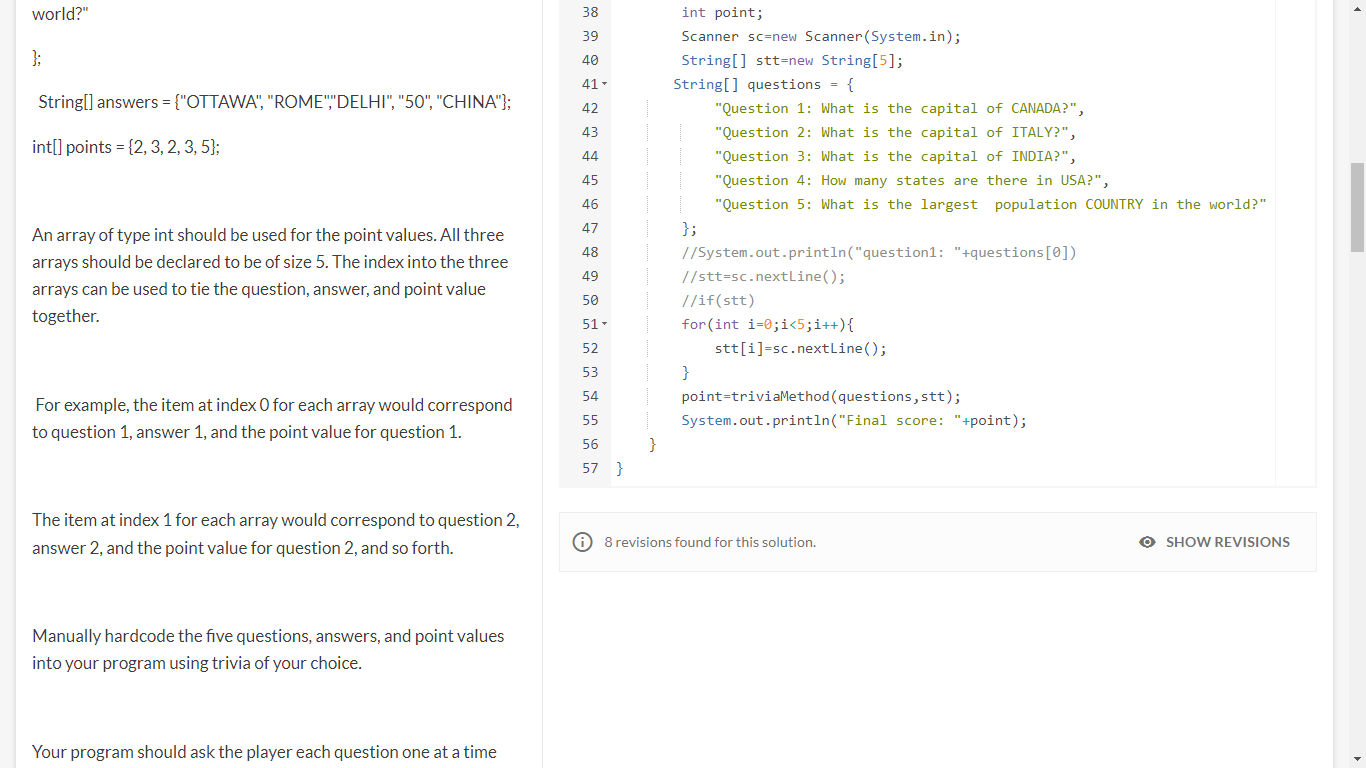 world?"
};
String[] answers = {"OTTAWA", "ROME","DELHI", "50", "CHINA"};
int[] points = {2, 3, 2, 3, 5};
An array of type int should be used for the point values. All three
arrays should be declared to be of size 5. The index into the three
arrays can be used to tie the question, answer, and point value
together.
For example, the item at index 0 for each array would correspond
to question 1, answer 1, and the point value for question 1.
The item at index 1 for each array would correspond to question 2,
answer 2, and the point value for question 2, and so forth.
Manually hardcode the five questions, answers, and point values
into your program using trivia of your choice.
Your program should ask the player each question one at a time
38 int point;
39 Scanner sc=new Scanner(System.in);
40 String[] stt=new String[5];
41 String[] questions = {
42 "Question 1: What is the capital of CANADA?",
43 "Question 2: What is the capital of ITALY?",
44 "Question 3: What is the capital of INDIA?",
45 "Question 4: How many states are there in USA?",
46 "Question 5: What is the largest  population COUNTRY in the world?"
47 };
48 //System.out.println("question1: "+questions[0])
49 //stt=sc.nextLine();
50 //if(stt)
51 for(int i=0;i<5;i++){
52 stt[i]=sc.nextLine();
53 }
54 point=triviaMethod(questions,stt);
55 System.out.println("Final score: "+point);
56 }
57 }
8 revisions found for this solution.
SHOW REVISIONS